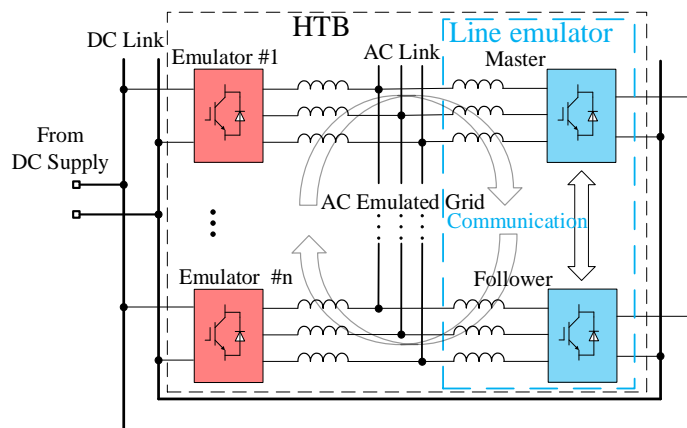 HTB
Line emulator
DC Link
Emulator #1
AC Link
Master
From
DC Supply
AC Emulated Grid
Communication
Emulator #n
Follower